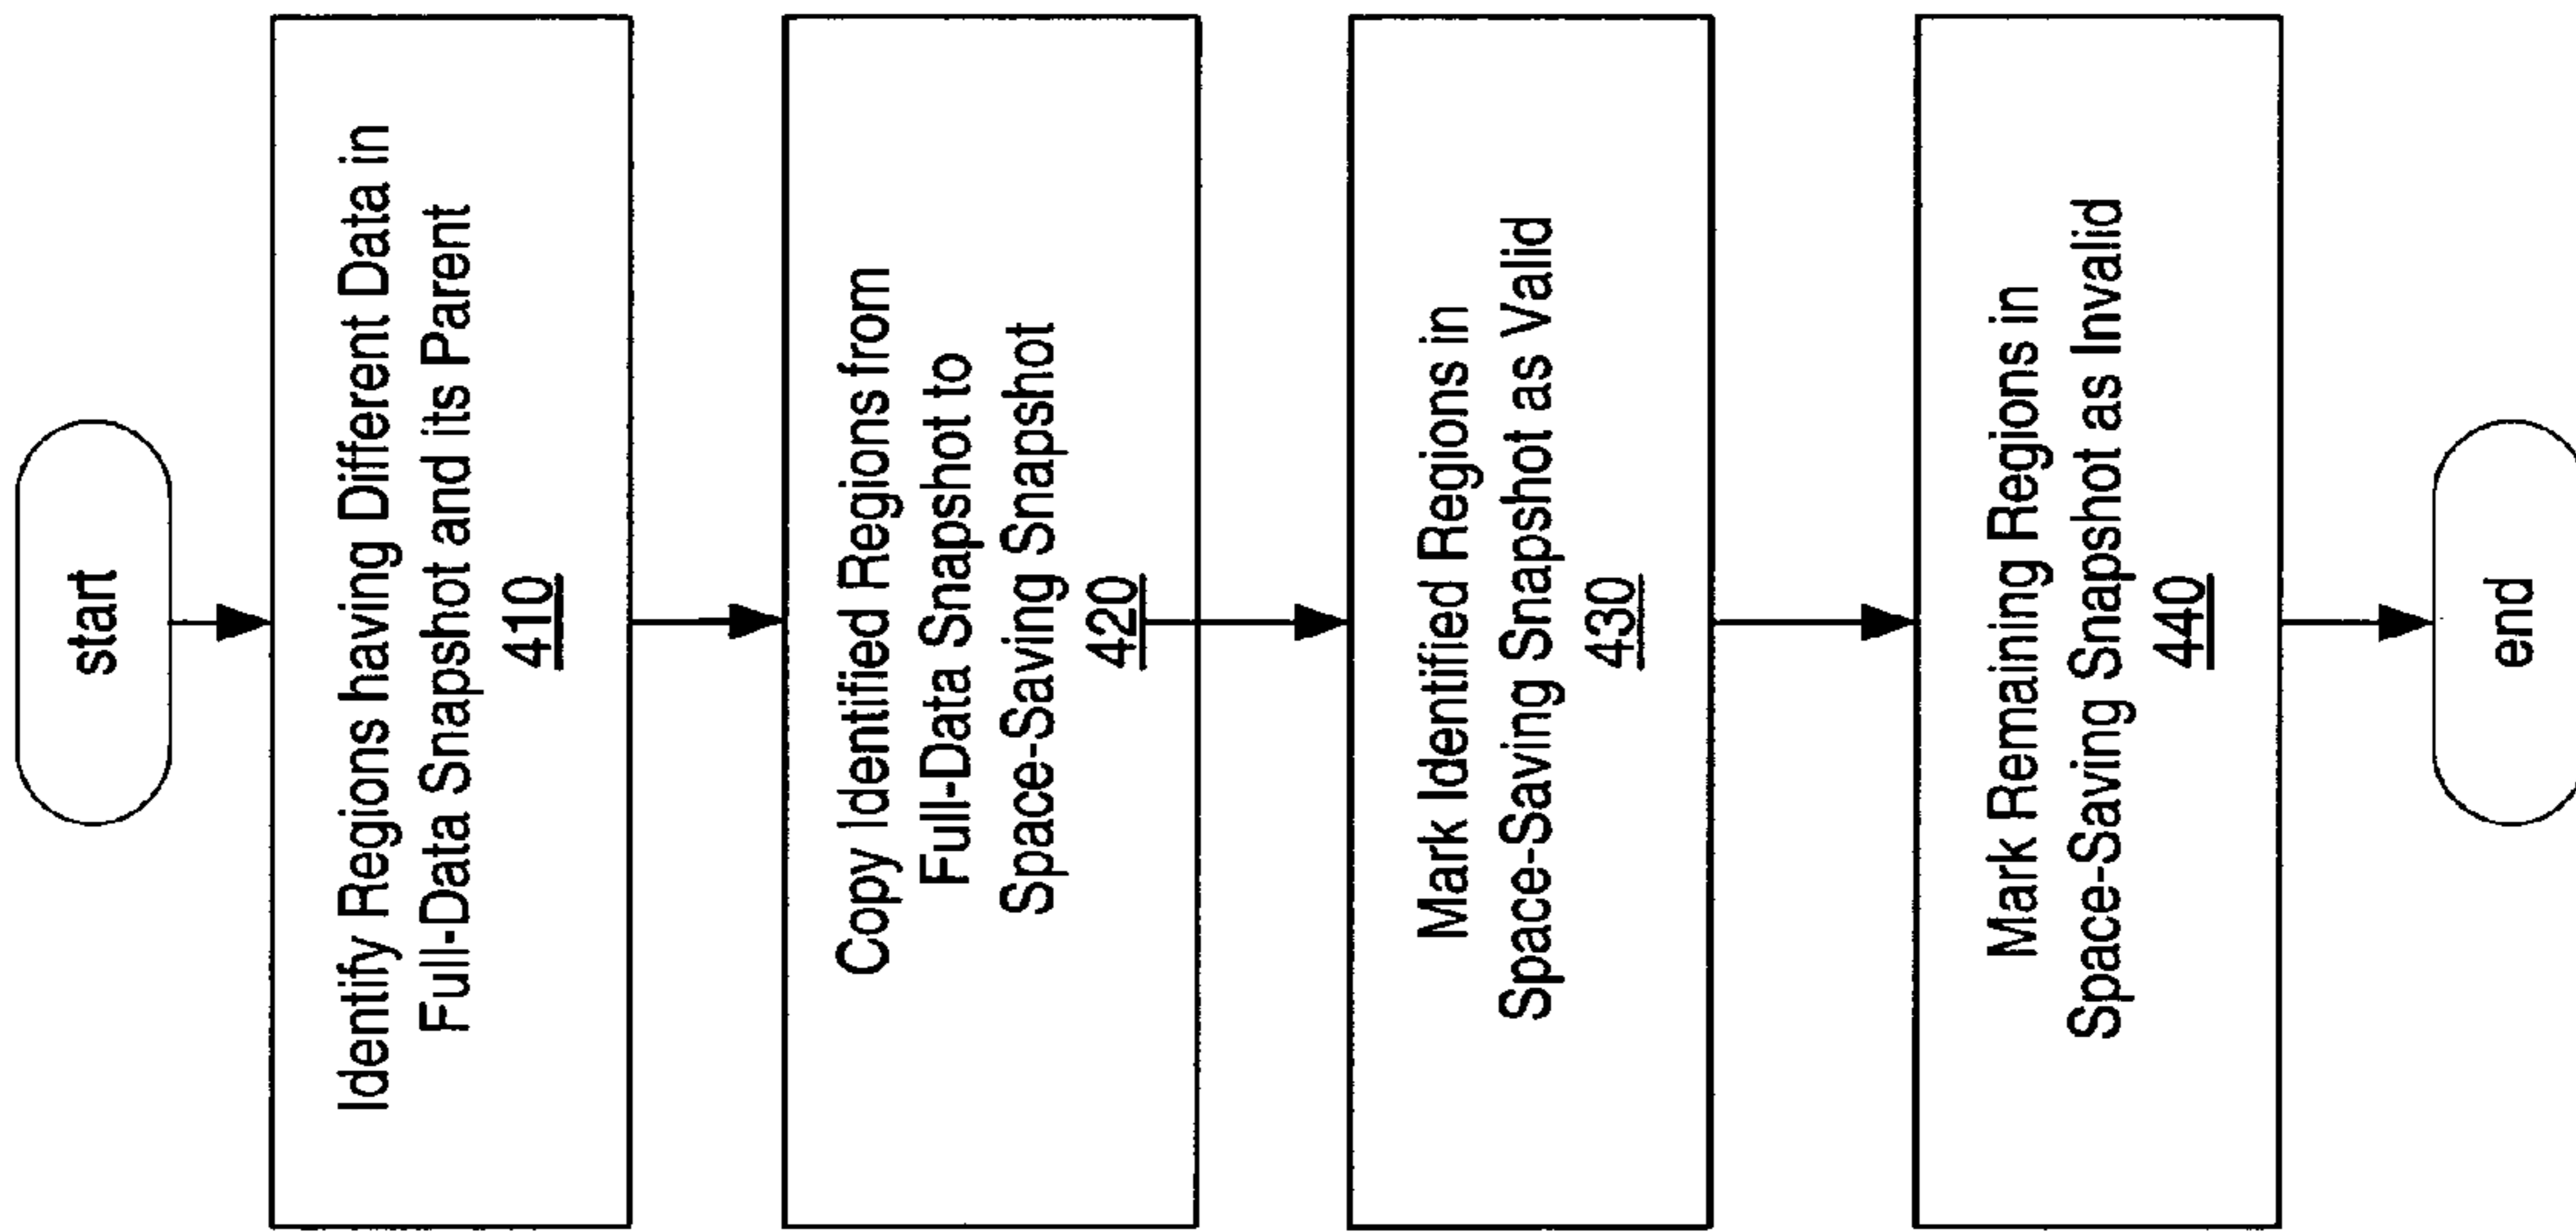 start
Identify Regions having Different Data in
Full-Data Snapshot and its Parent
410
Copy Identified Regions from
Full-Data Snapshot to
Space-Saving Snapshot
420
Mark Identified Regions in
Space-Saving Snapshot as Valid
430
Mark Remaining Regions in
Space-Saving Snapshot as Invalid
440
end